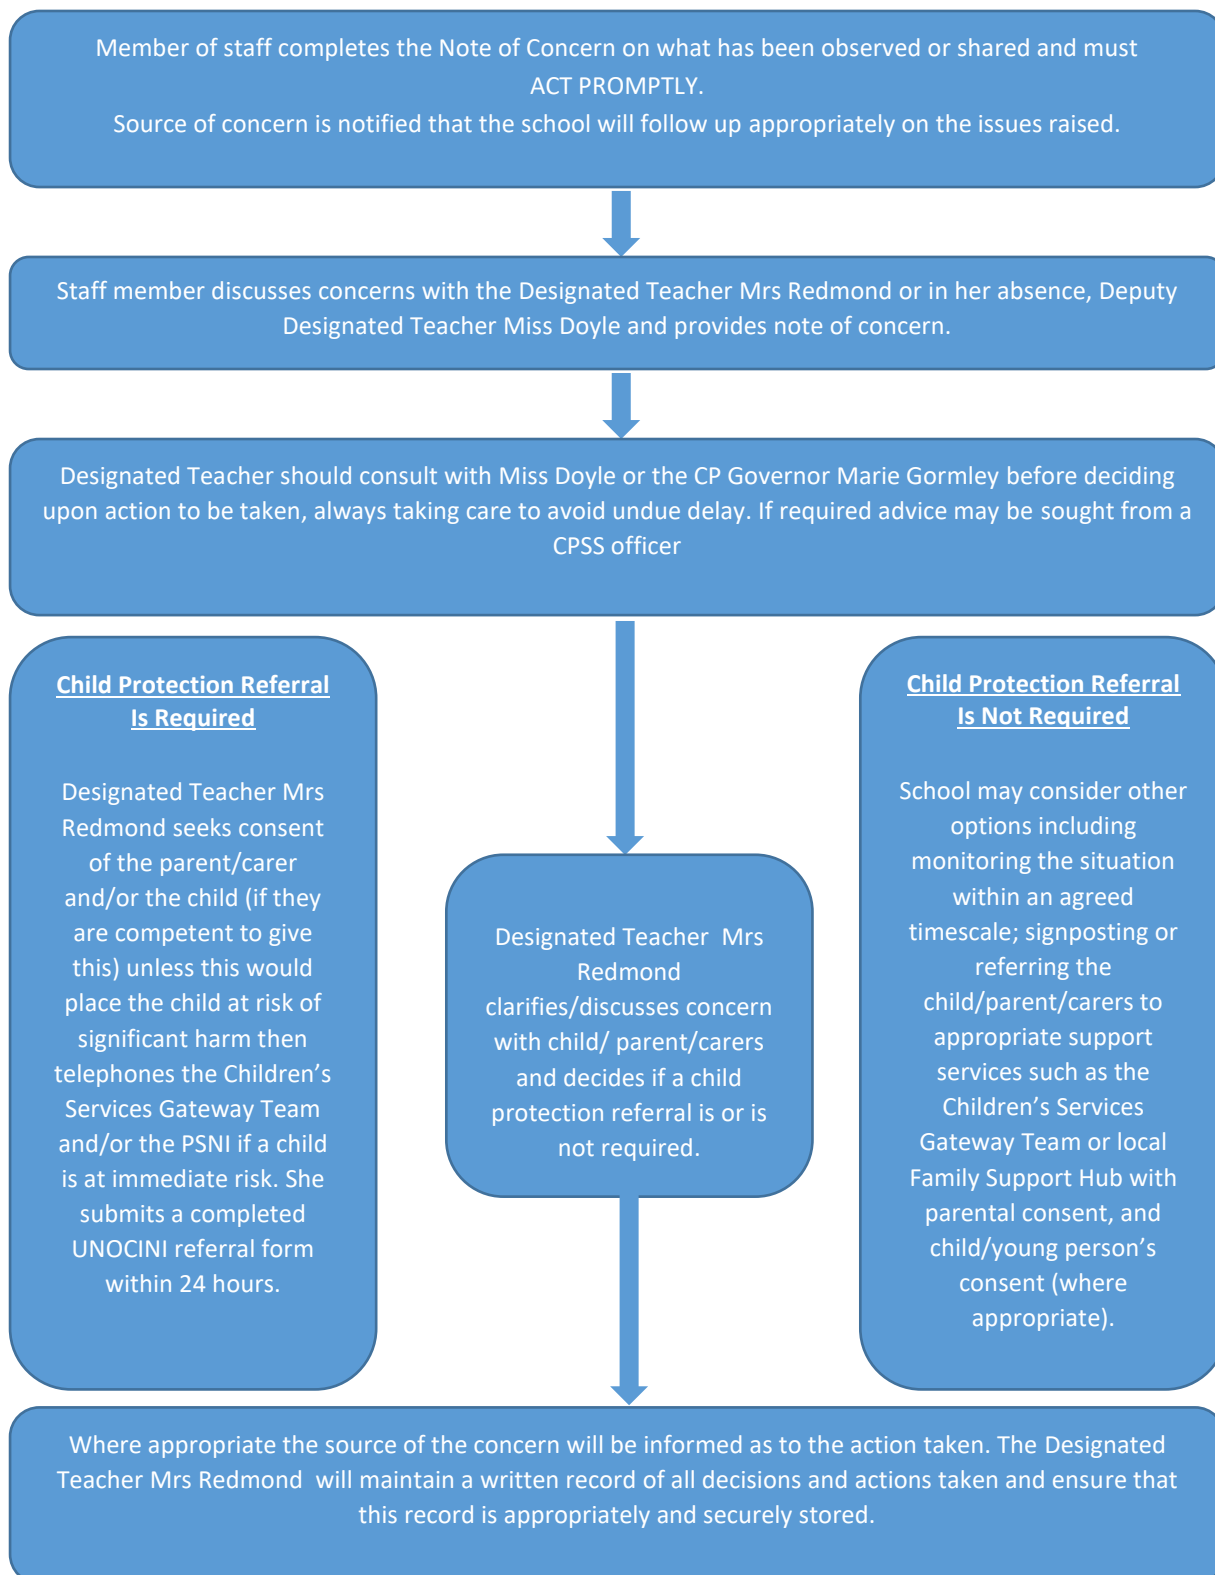 Member of staff completes the Note of Concern on what has been observed or shared and must
ACT PROMPTLY.
Source of concern is notified that the school will follow up appropriately on the issues raised.
Staff member discusses concerns with the Designated Teacher Mrs Redmond or in her absence, Deputy
Designated Teacher Miss Doyle and provides note of concern.
Designated Teacher should consult with Miss Doyle or the CP Governor Marie Gormley before deciding
upon action to be taken, always taking care to avoid undue delay. If required advice may be sought from a
CPSS officer
Child Protection Referral
Is Required
Designated Teacher Mrs
Redmond seeks consent
of the parent/carer
and/or the child (if they
are competent to give
this) unless this would
place the child at risk of
significant harm then
telephones the Children’s
Services Gateway Team
and/or the PSNI if a child
is at immediate risk. She
submits a completed
UNOCINI referral form
within 24 hours.
Designated Teacher  Mrs
Redmond
clarifies/discusses concern
with child/ parent/carers
and decides if a child
protection referral is or is
not required.
Child Protection Referral
Is Not Required
School may consider other
options including
monitoring the situation
within an agreed
timescale; signposting or
referring the
child/parent/carers to
appropriate support
services such as the
Children’s Services
Gateway Team or local
Family Support Hub with
parental consent, and
child/young person’s
consent (where
appropriate).
Where appropriate the source of the concern will be informed as to the action taken. The Designated
Teacher Mrs Redmond  will maintain a written record of all decisions and actions taken and ensure that
this record is appropriately and securely stored.